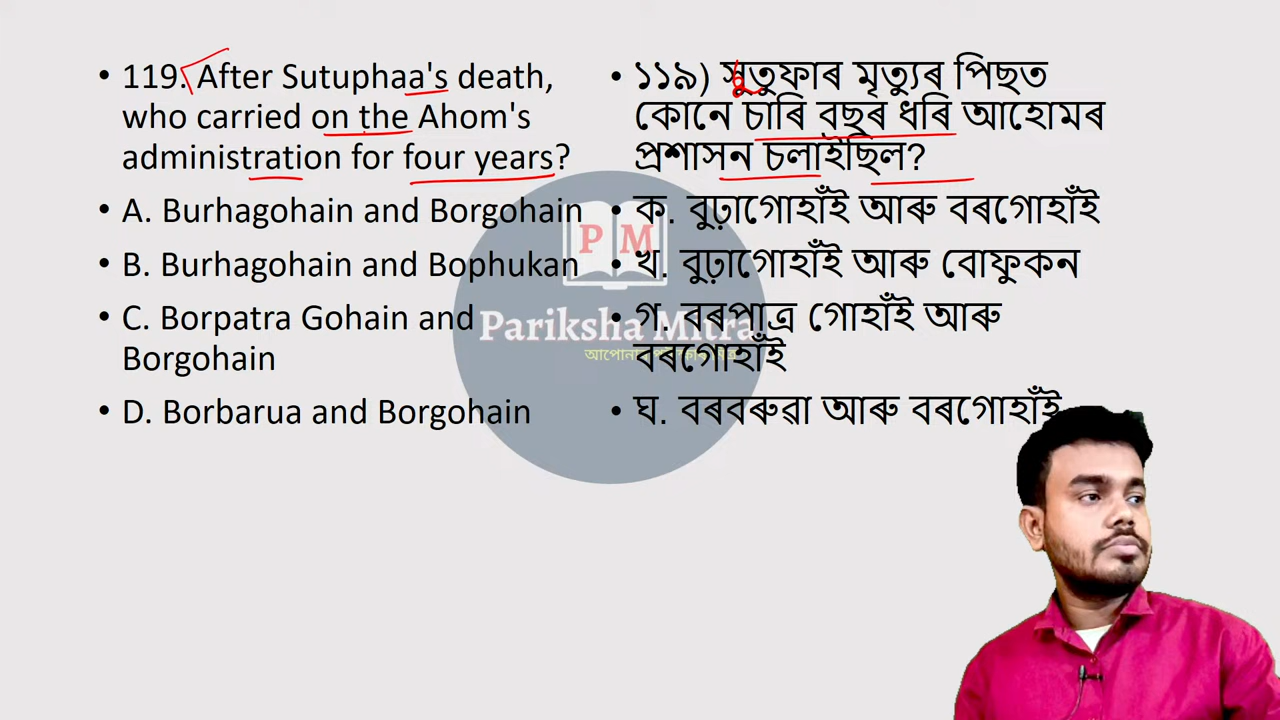 • 119. After Sutuphaa's death,
who carried on the Ahom's
administration for four years?
• A. Burhagohain and Borgohain
• B. Burhagohain and Bophukan
• C. Borpatra Gohain and
Borgohain
• D. Borbarua and Borgohain
• ১১৯) সুতুফাৰ মৃত্যুৰ পিছত
কোনে চাৰি বছৰ ধৰি আহোমৰ
প্ৰশাসন চলাইছিল?
• ক. বুঢ়াগোহাঁই আৰু বৰগোহাঁই
• খ. বুঢ়াগোহাঁই আৰু বোফুকন
• গ. বৰপাত্ৰ গোহাঁই আৰু
বৰগোহাঁই
• ঘ. বৰবৰুৱা আৰু বৰগোহাঁই
P M
Pariksha Mitra